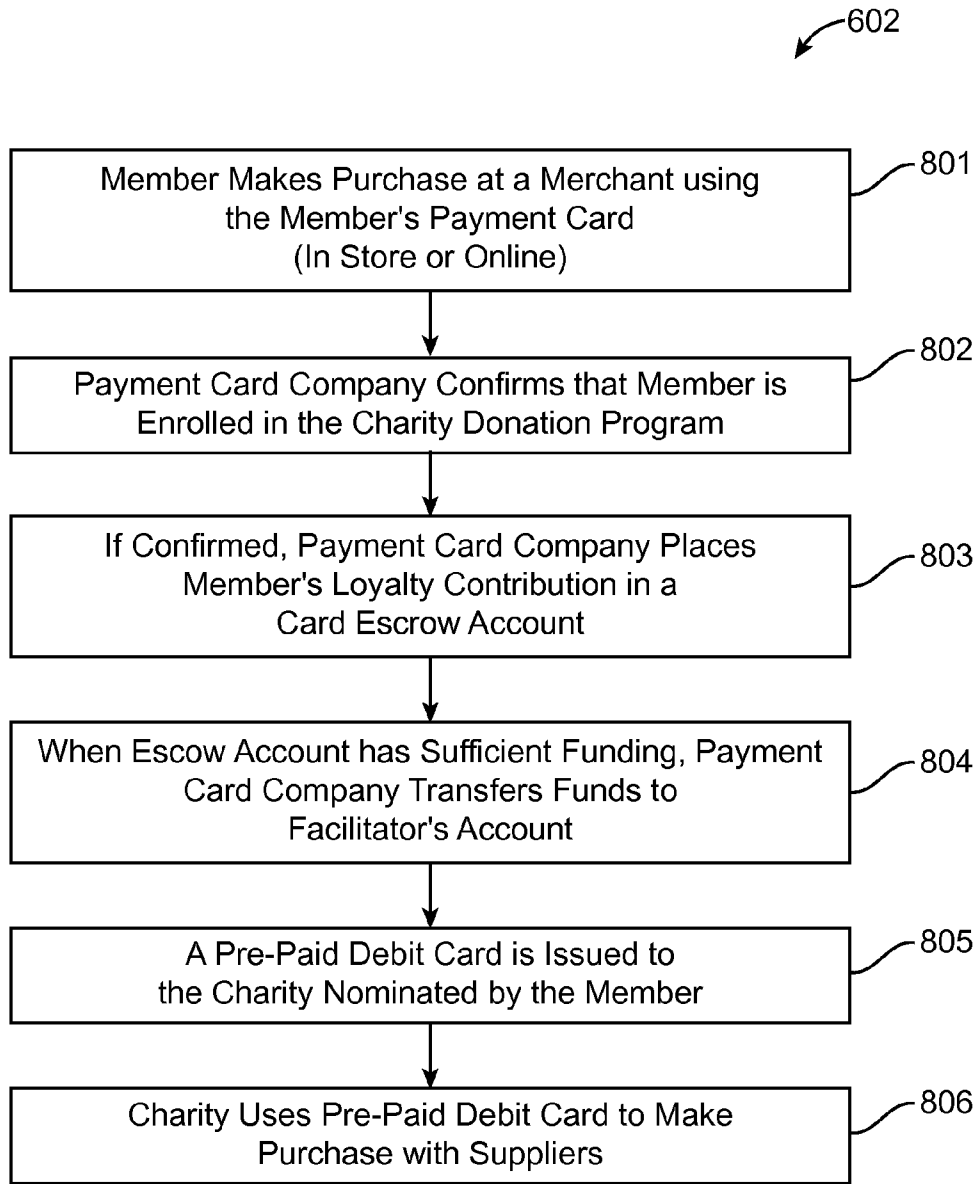 602
Member Makes Purchase at a Merchant using
the Member's Payment Card
(In Store or Online)
801
Payment Card Company Confirms that Member is
Enrolled in the Charity Donation Program
802
If Confirmed, Payment Card Company Places
Member's Loyalty Contribution in a
Card Escrow Account
803
When Escow Account has Sufficient Funding, Payment
Card Company Transfers Funds to
Facilitator's Account
804
A Pre-Paid Debit Card is Issued to
the Charity Nominated by the Member
805
Charity Uses Pre-Paid Debit Card to Make
Purchase with Suppliers
806